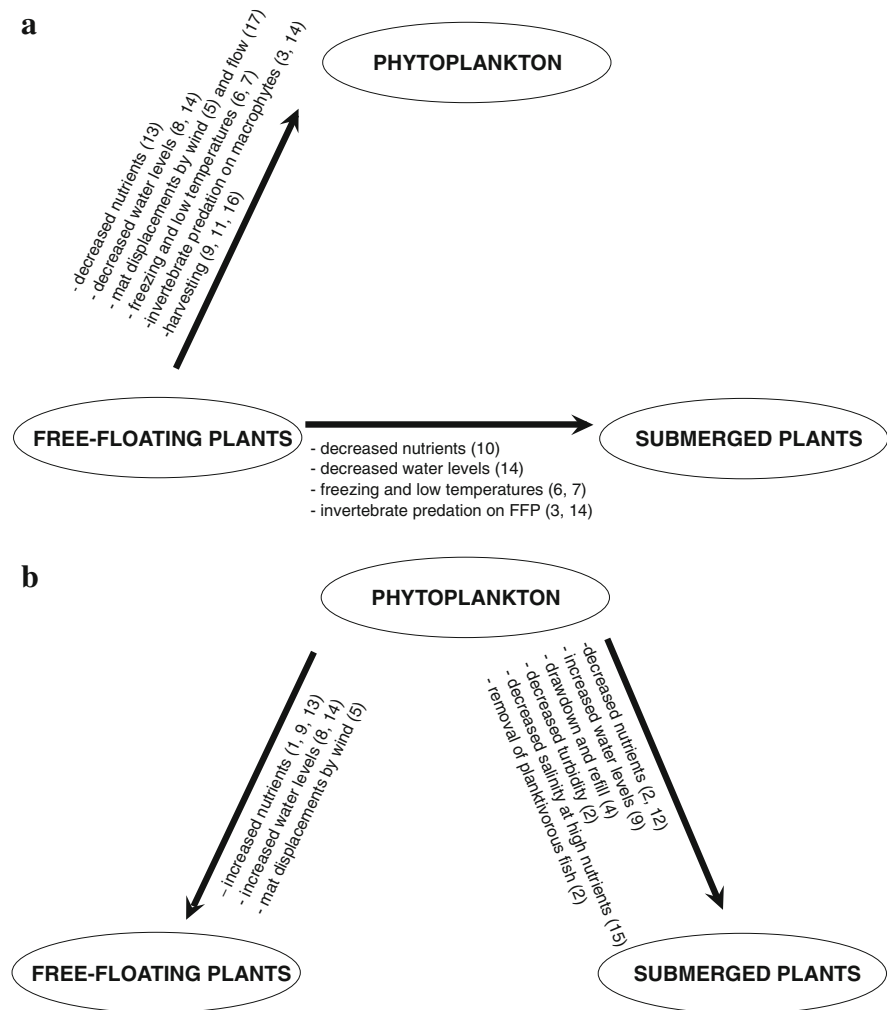 a
PHYTOPLANKTON
- decreased nutrients (13)
- decreased water levels (8, 14)
- mat displacements by wind (5) and flow (17)
- freezing and low temperatures (6, 7)
-invertebrate predation on macrophytes (3, 14)
-harvesting (9, 11, 16)
FREE-FLOATING PLANTS
SUBMERGED PLANTS
- decreased nutrients (10)
- decreased water levels (14)
- freezing and low temperatures (6, 7)
- invertebrate predation on FFP (3, 14)
b
PHYTOPLANKTON
– increased nutrients (1, 9, 13)
- increased water levels (8, 14)
- mat displacements by wind (5)
-decreased nutrients (2, 12)
- increased water levels (9)
- drawdown and refill (4)
- decreased turbidity (2)
- decreased salinity at high nutrients (15)
- removal of planktivorous fish (2)
FREE-FLOATING PLANTS
SUBMERGED PLANTS